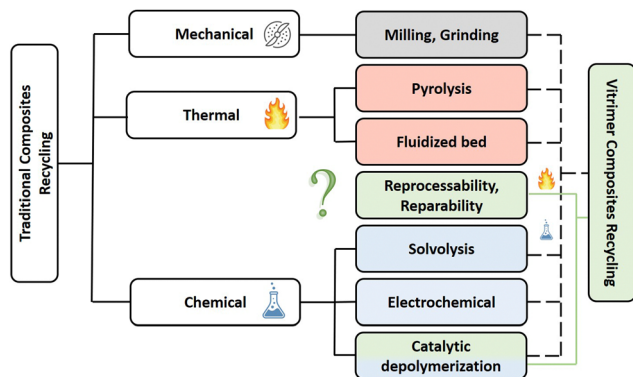 Traditional Composites
Recycling
Mechanical
Milling, Grinding
Thermal
Pyrolysis
Fluidized bed
?
Reprocessability,
Reparability
Chemical
Solvolysis
Electrochemical
Catalytic
depolymerization
Vitrimer Composites Recycling